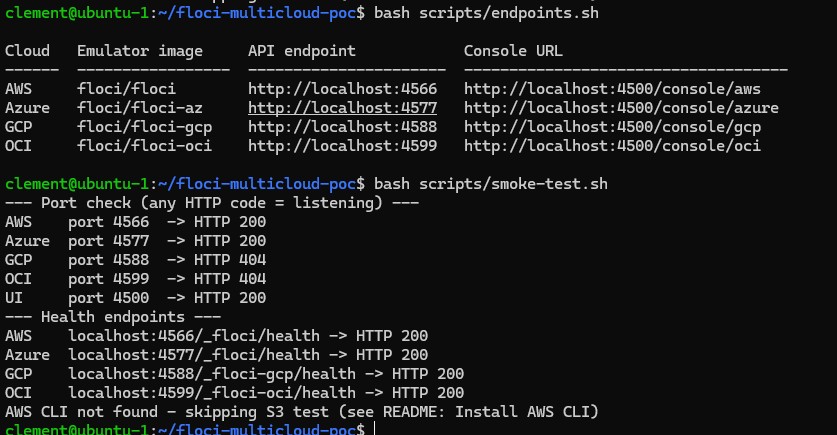 clement@ubuntu-1:~/floci-multicloud-poc$ bash scripts/endpoints.sh
Cloud   Emulator image     API endpoint           Console URL
------  -----------------  ---------------------  ----------------------------------
AWS     floci/floci        http://localhost:4566  http://localhost:4500/console/aws
Azure   floci/floci-az     http://localhost:4577  http://localhost:4500/console/azure
GCP     floci/floci-gcp    http://localhost:4588  http://localhost:4500/console/gcp
OCI     floci/floci-oci    http://localhost:4599  http://localhost:4500/console/oci
clement@ubuntu-1:~/floci-multicloud-poc$ bash scripts/smoke-test.sh
--- Port check (any HTTP code = listening) ---
AWS    port 4566  -> HTTP 200
Azure  port 4577  -> HTTP 200
GCP    port 4588  -> HTTP 404
OCI    port 4599  -> HTTP 404
UI     port 4500  -> HTTP 200
--- Health endpoints ---
AWS    localhost:4566/_floci/health -> HTTP 200
Azure  localhost:4577/_floci/health -> HTTP 200
GCP    localhost:4588/_floci-gcp/health -> HTTP 200
OCI    localhost:4599/_floci-oci/health -> HTTP 200
AWS CLI not found - skipping S3 test (see README: Install AWS CLI)
clement@ubuntu-1:~/floci-multicloud-poc$